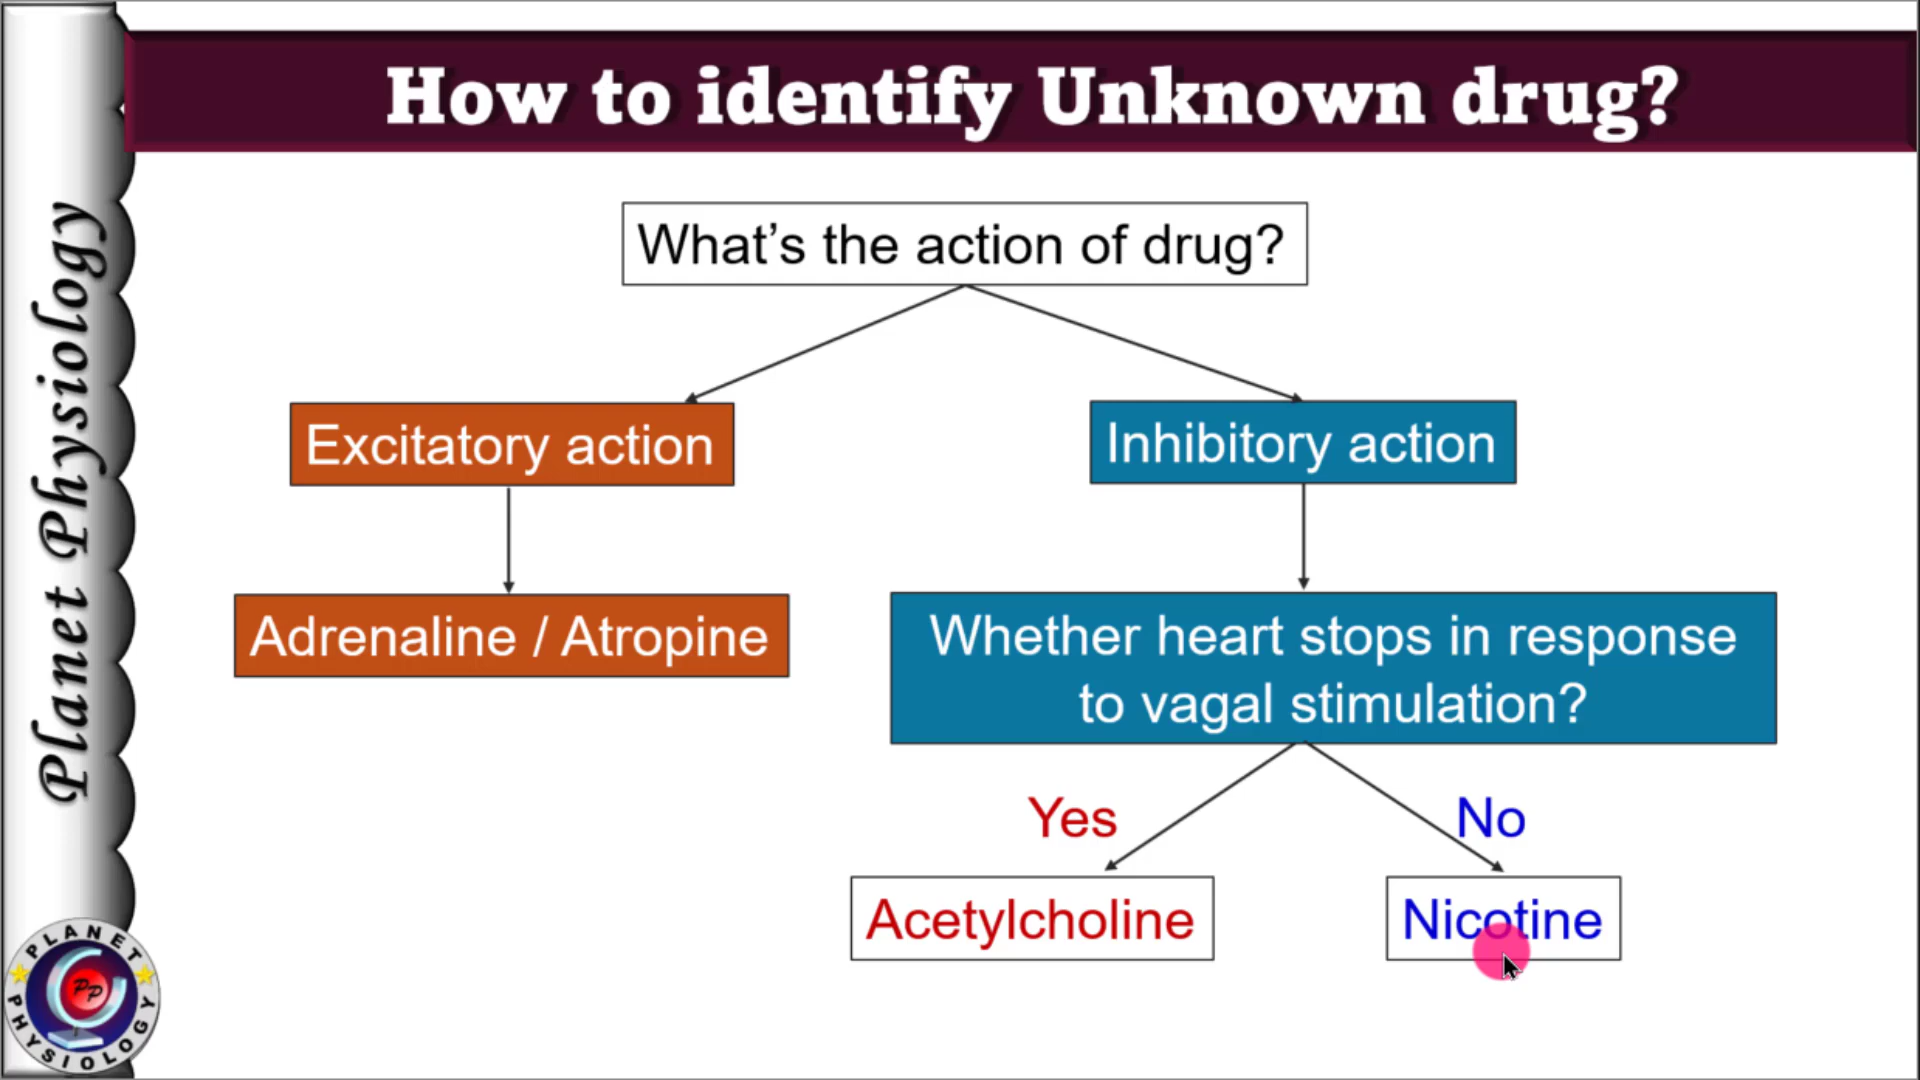 How to identify Unknown drug?
Planet Physiology
What's the action of drug?
Excitatory action
Inhibitory action
Adrenaline / Atropine
Whether heart stops in response
to vagal stimulation?
Yes
No
Acetylcholine
Nicotine
PLANET
PP
PHYSIOLOGY